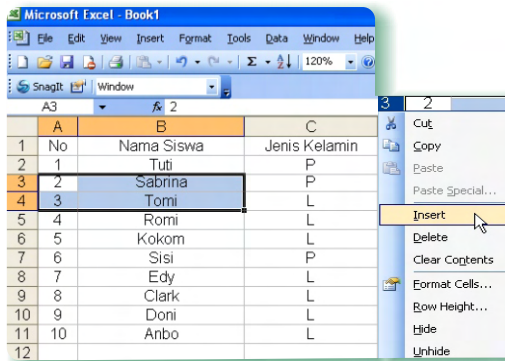 Microsoft Excel - Book1
File Edit View Insert Format Tools Data Window Help
Σ 120%
SnagIt Window
A3 fx 2
A B C
1 No Nama Siswa Jenis Kelamin
2 1 Tuti P
3 2 Sabrina P
4 3 Tomi L
5 4 Romi L
6 5 Kokom L
7 6 Sisi P
8 7 Edy L
9 8 Clark L
10 9 Doni L
11 10 Anbo L
12
3 2
Cut
Copy
Paste
Paste Special...
Insert
Delete
Clear Contents
Format Cells...
Row Height...
Hide
Unhide